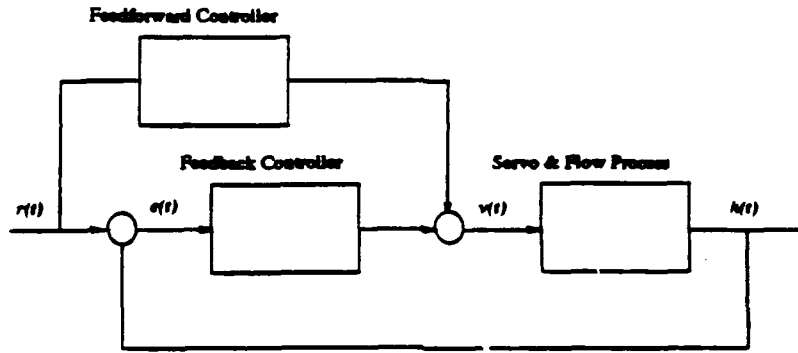 Feedforward Controller
Feedback Controller
Servo & Flow Process
r(t)
e(t)
v(t)
h(t)